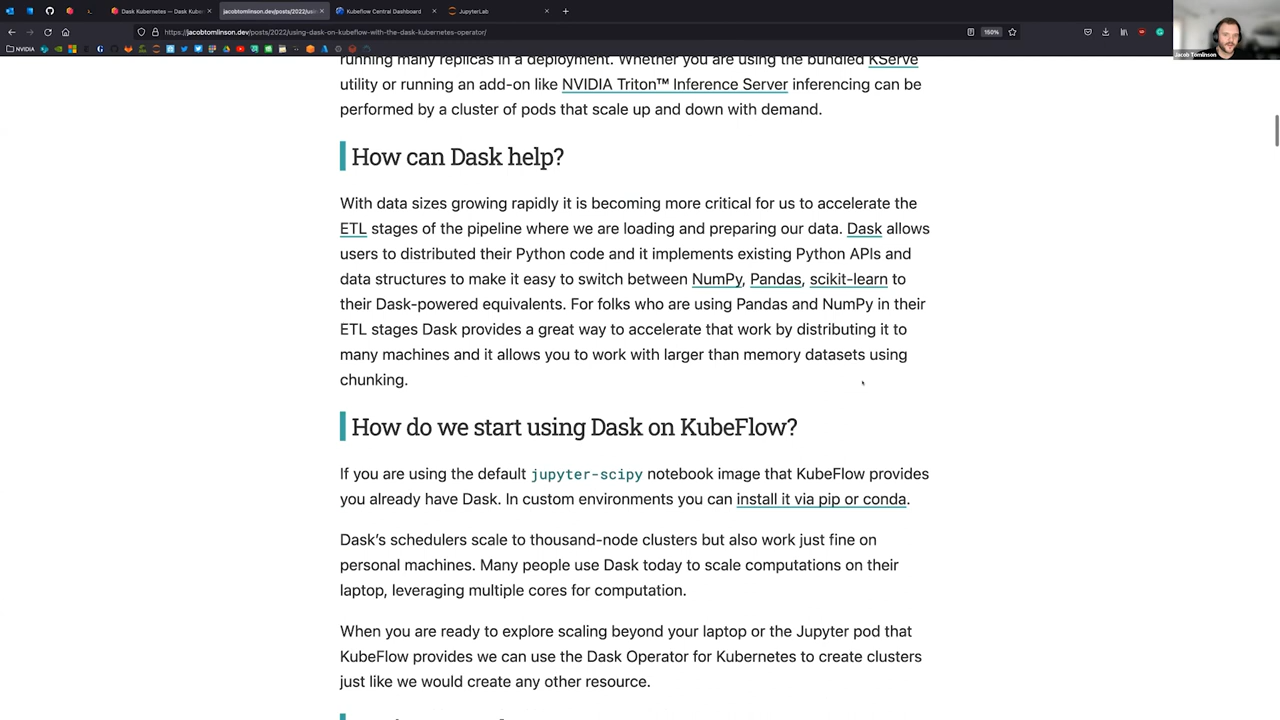 Dask Kubernetes — Dask Kube
jacobtomlinson.dev/posts/2022/usi
Kubeflow Central Dashboard
JupyterLab
https://jacobtomlinson.dev/posts/2022/using-dask-on-kubeflow-with-the-dask-kubernetes-operator/
150%
NVIDIA
Jacob Tomlinson
running many replicas in a deployment. Whether you are using the bundled KServe
utility or running an add-on like NVIDIA Triton™ Inference Server inferencing can be
performed by a cluster of pods that scale up and down with demand.
How can Dask help?
With data sizes growing rapidly it is becoming more critical for us to accelerate the
ETL stages of the pipeline where we are loading and preparing our data. Dask allows
users to distributed their Python code and it implements existing Python APIs and
data structures to make it easy to switch between NumPy, Pandas, scikit-learn to
their Dask-powered equivalents. For folks who are using Pandas and NumPy in their
ETL stages Dask provides a great way to accelerate that work by distributing it to
many machines and it allows you to work with larger than memory datasets using
chunking.
How do we start using Dask on KubeFlow?
If you are using the default jupyter-scipy notebook image that KubeFlow provides
you already have Dask. In custom environments you can install it via pip or conda.
Dask's schedulers scale to thousand-node clusters but also work just fine on
personal machines. Many people use Dask today to scale computations on their
laptop, leveraging multiple cores for computation.
When you are ready to explore scaling beyond your laptop or the Jupyter pod that
KubeFlow provides we can use the Dask Operator for Kubernetes to create clusters
just like we would create any other resource.